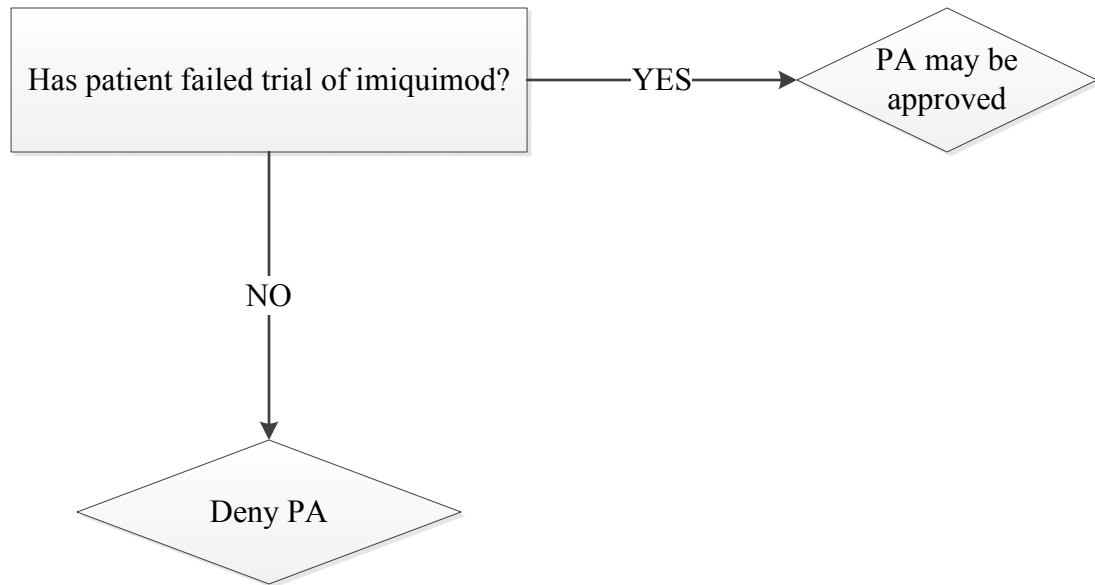 Has patient failed trial of imiquimod?
YES
PA may be
approved
NO
Deny PA